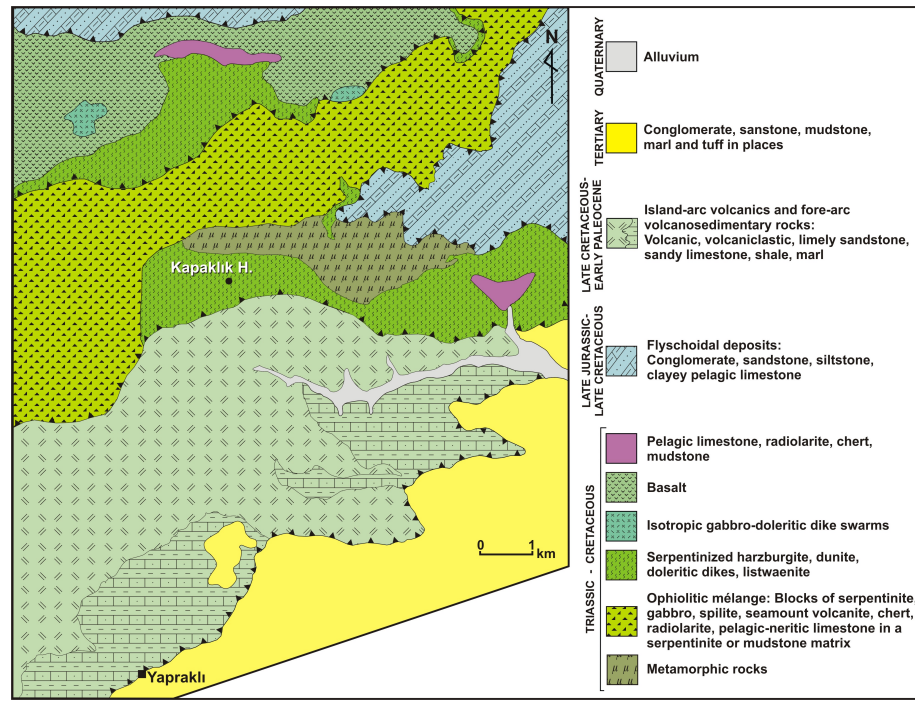 N
Kapaklık H.
0 1
km
Yapraklı
QUATERNARY
Alluvium
TERTIARY
Conglomerate, sanstone, mudstone,
marl and tuff in places
LATE CRETACEOUS-
EARLY PALEOCENE
Island-arc volcanics and fore-arc
volcanosedimentary rocks:
Volcanic, volcaniclastic, limely sandstone,
sandy limestone, shale, marl
LATE JURASSIC-
LATE CRETACEOUS
Flyschoidal deposits:
Conglomerate, sandstone, siltstone,
clayey pelagic limestone
TRIASSIC - CRETACEOUS
Pelagic limestone, radiolarite, chert,
mudstone
Basalt
Isotropic gabbro-doleritic dike swarms
Serpentinized harzburgite, dunite,
doleritic dikes, listwaenite
Ophiolitic mélange: Blocks of serpentinite,
gabbro, spilite, seamount volcanite, chert,
radiolarite, pelagic-neritic limestone in a
serpentinite or mudstone matrix
Metamorphic rocks